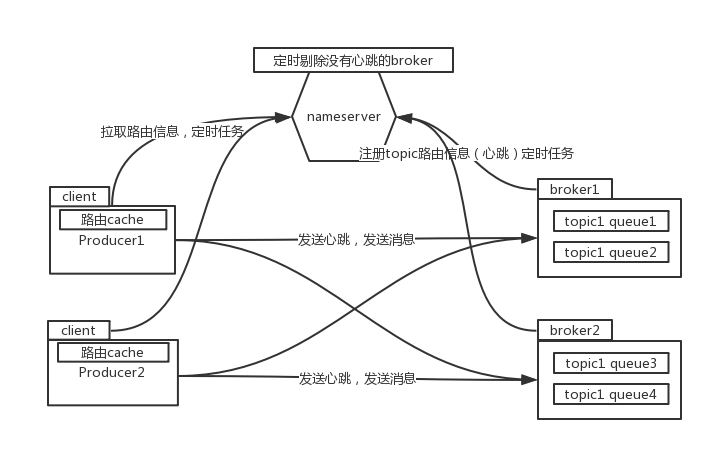 定时剔除没有心跳的broker
nameserver
拉取路由信息，定时任务
注册topic路由信息（心跳）定时任务
client
路由cache
Producer1
发送心跳，发送消息
broker1
topic1 queue1
topic1 queue2
client
路由cache
Producer2
发送心跳，发送消息
broker2
topic1 queue3
topic1 queue4